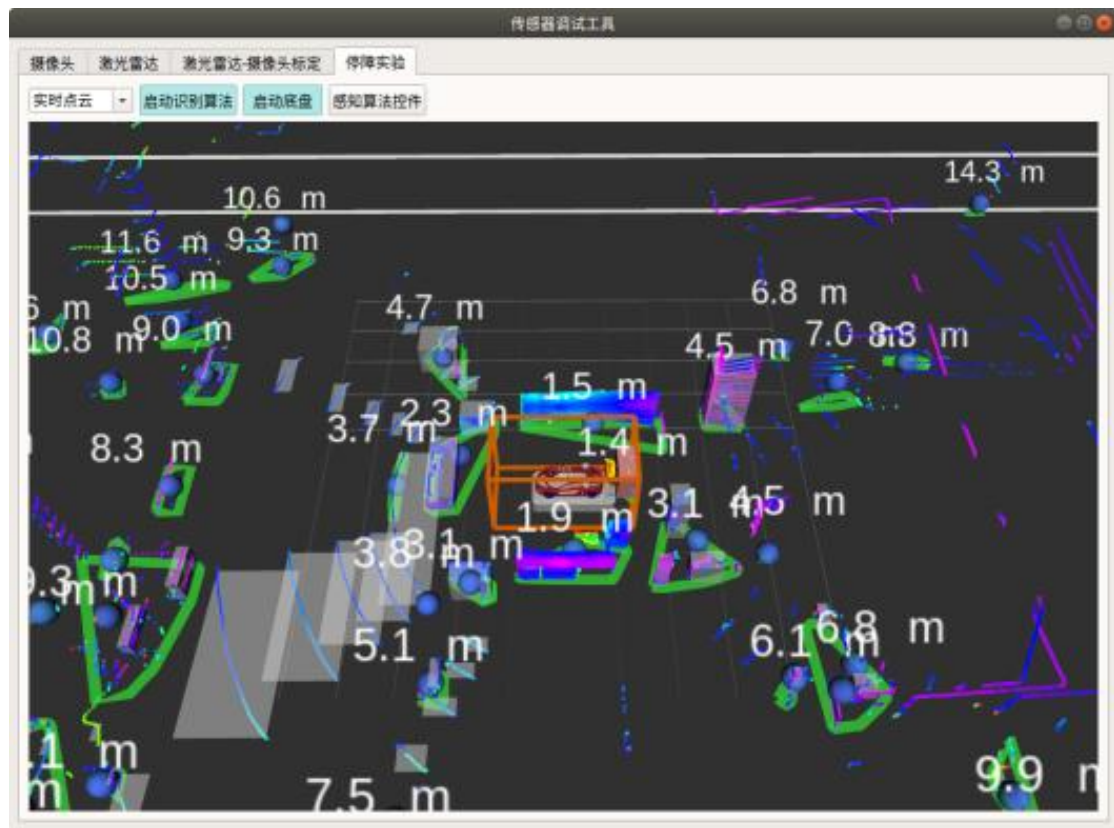 传感器调试工具
摄像头 激光雷达 激光雷达-摄像头标定 停障实验
实时点云 启动识别算法 启动底盘 感知算法控件
14.3 m
10.6 m
11.6 m 9.3 m
10.5 m
4.7 m 6.8 m
10.8 m 9.0 m 4.5 m 7.0 8.3 m
1.5 m
2.3 m
3.7 m 1.4 m
8.3 m
1.9 m 3.1 m 4.5 m
3.8 3.1 m
9.3 m
5.1 m 6.1 m 6.8 m
m
m 7.5 m 9.9